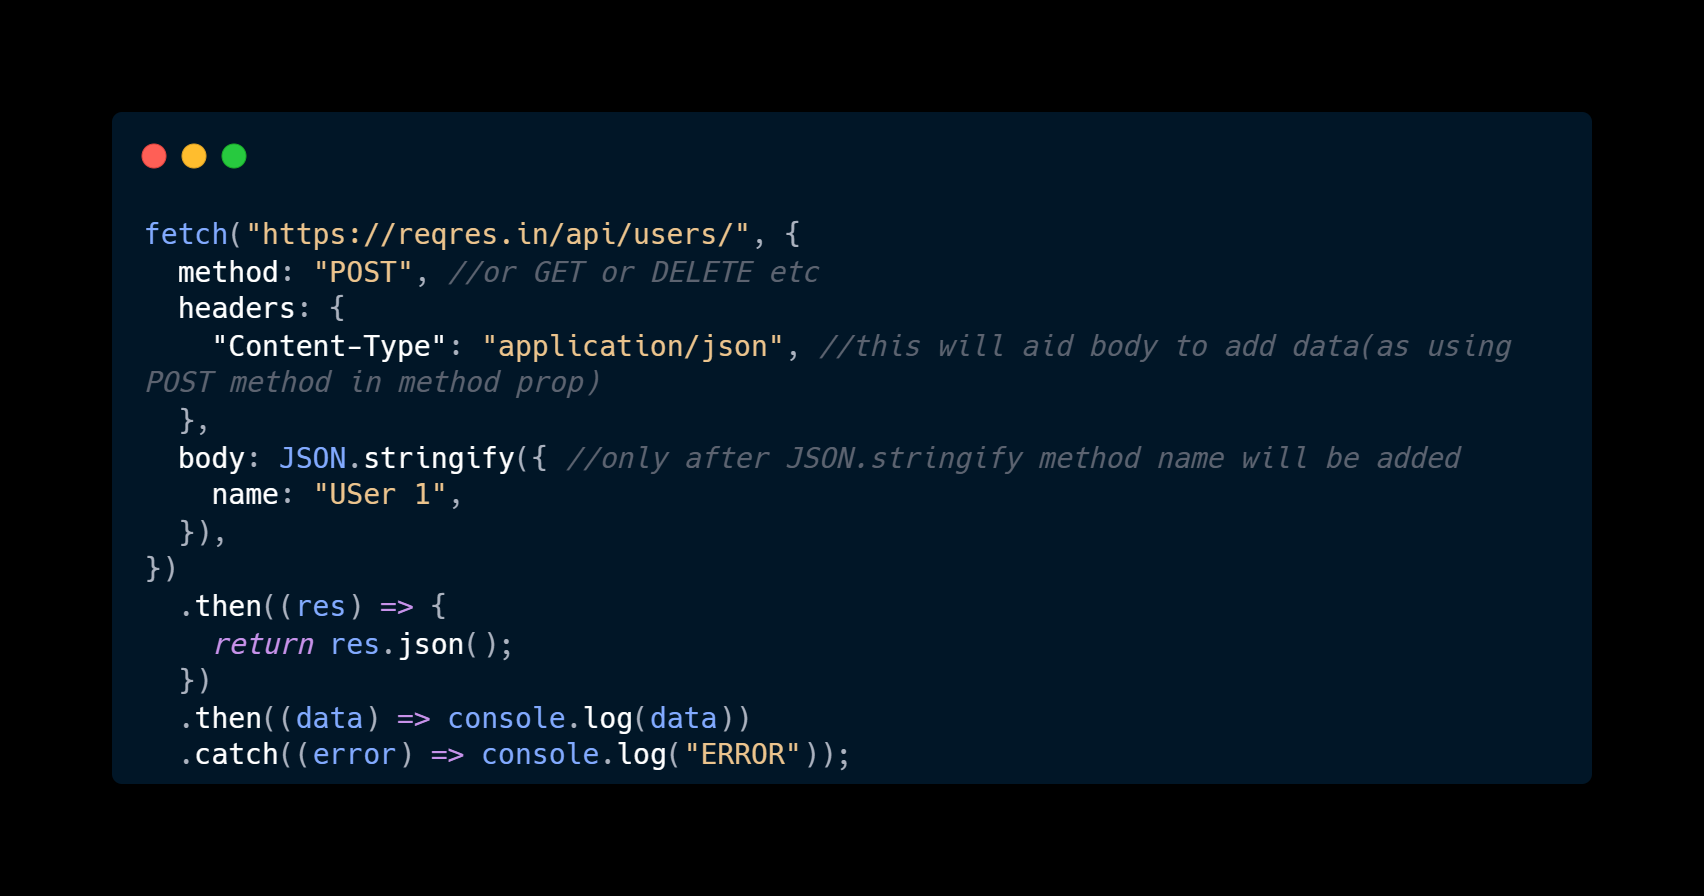 fetch("https://reqres.in/api/users/", {
  method: "POST", //or GET or DELETE etc
  headers: {
    "Content-Type": "application/json", //this will aid body to add data(as using
POST method in method prop)
  },
  body: JSON.stringify({ //only after JSON.stringify method name will be added
    name: "USer 1",
  }),
})
  .then((res) => {
    return res.json();
  })
  .then((data) => console.log(data))
  .catch((error) => console.log("ERROR"));